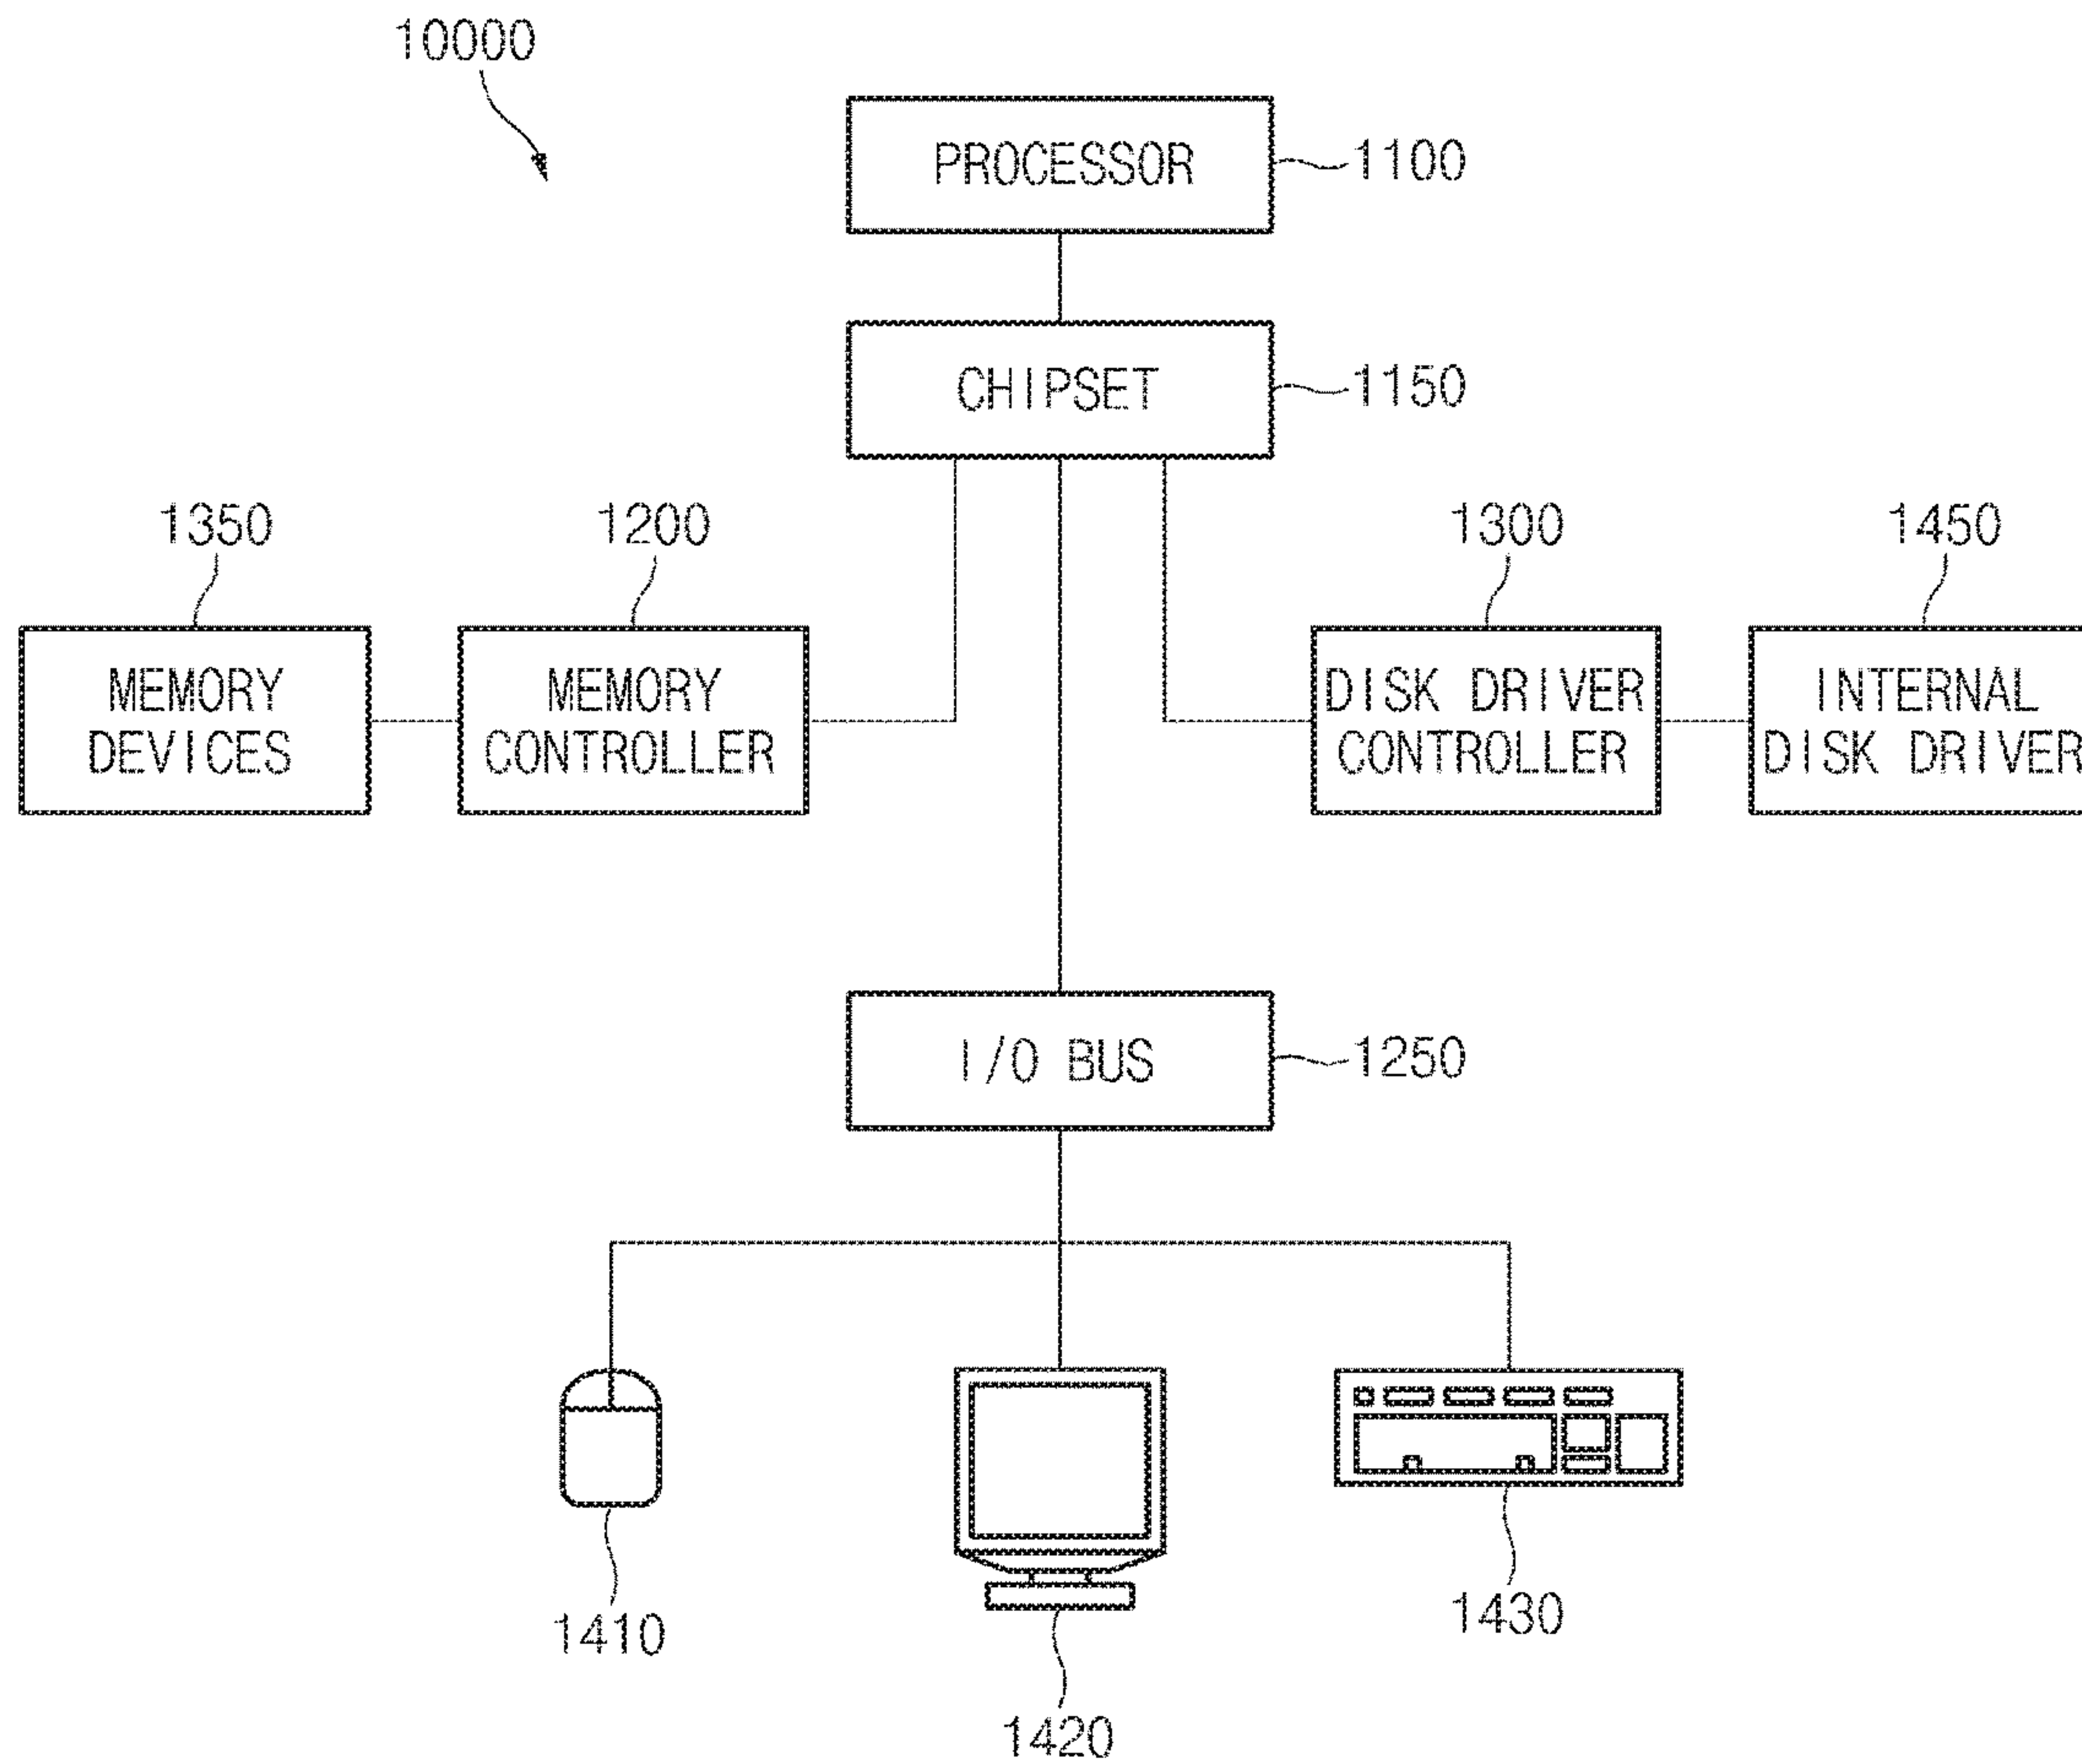 10000
PROCESSOR
1100
CHIPSET
1150
1350
1200
1300
1450
MEMORY
DEVICES
MEMORY
CONTROLLER
DISK DRIVER
CONTROLLER
INTERNAL
DISK DRIVER
I/O BUS
1250
1410
1420
1430